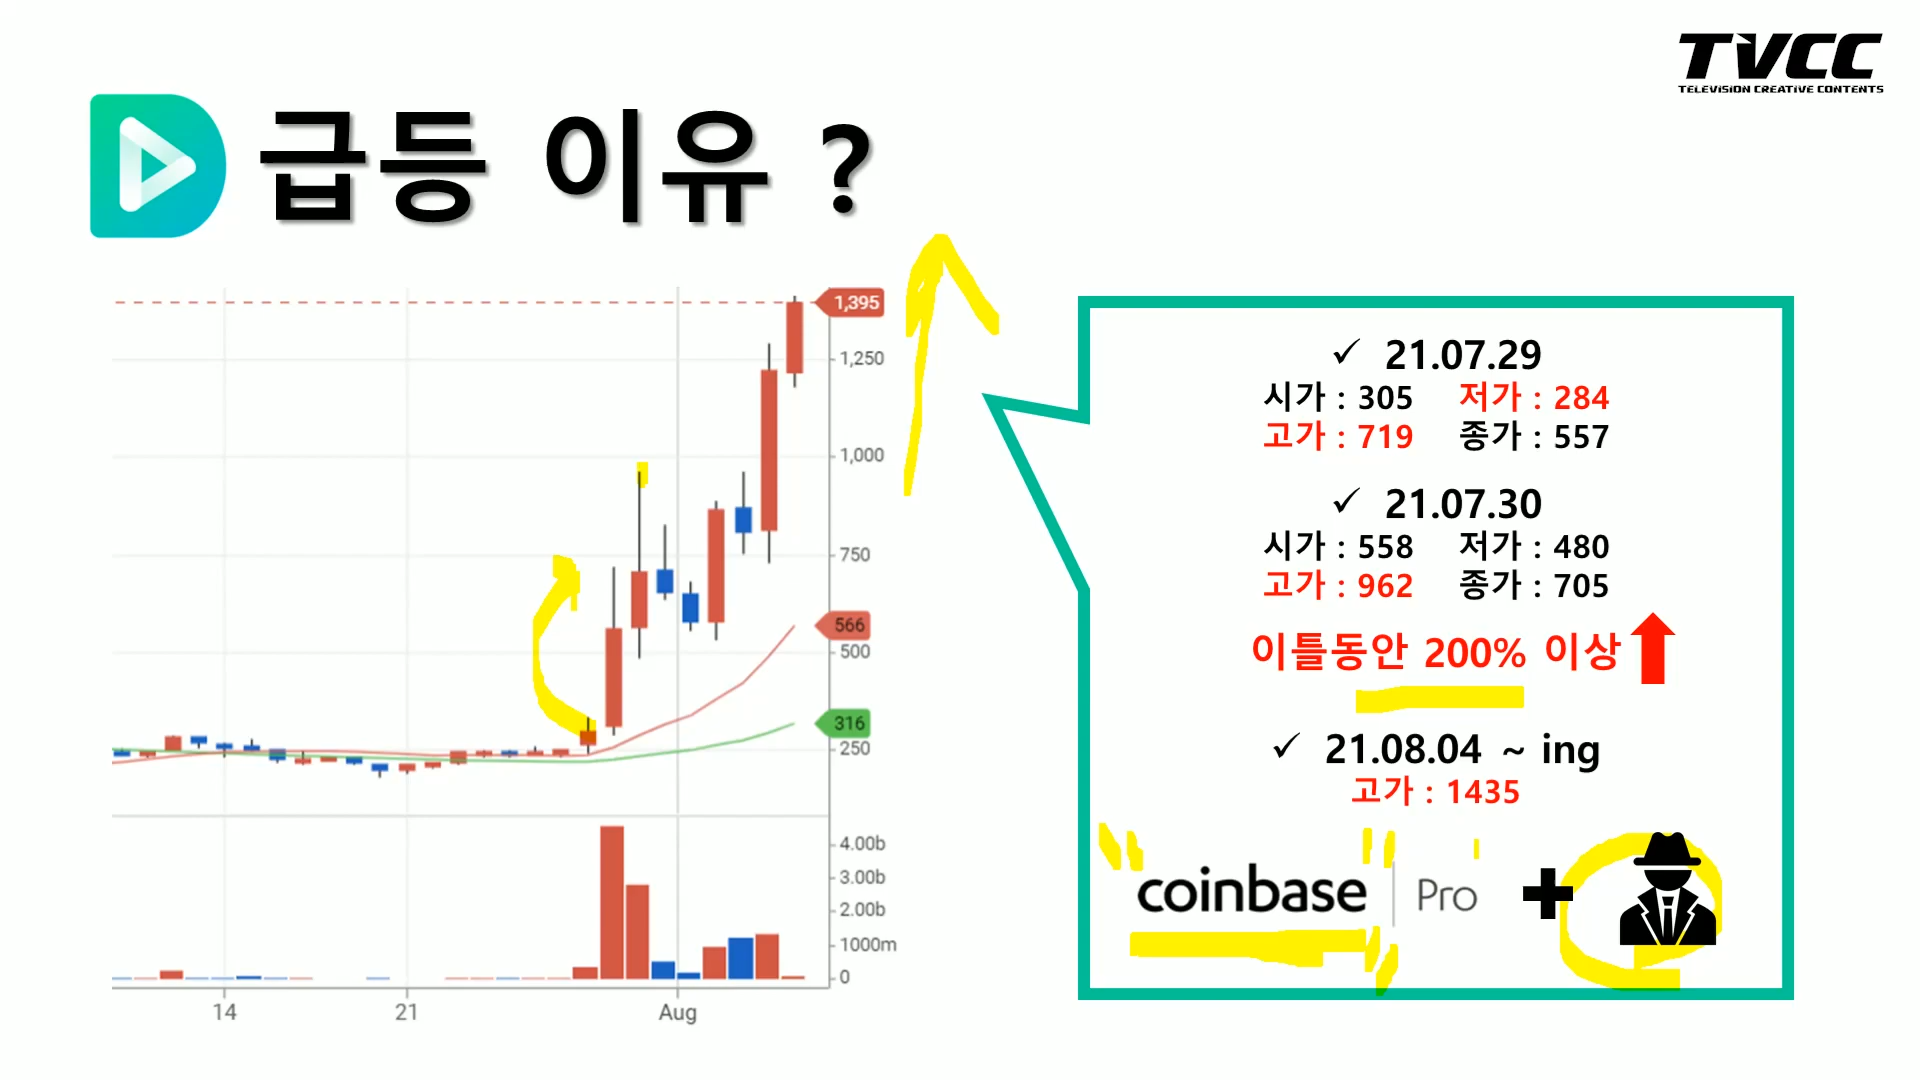 TVCC
TELEVISION CREATIVE CONTENTS
급등 이유 ?
1,395
1,250
1,000
750
566
500
316
250
4.00b
3.00b
2.00b
1000m
0
14 21 Aug
✓ 21.07.29
시가 : 305 저가 : 284
고가 : 719 종가 : 557
✓ 21.07.30
시가 : 558 저가 : 480
고가 : 962 종가 : 705
이틀동안 200% 이상
✓ 21.08.04 ~ ing
고가 : 1435
coinbase | Pro +